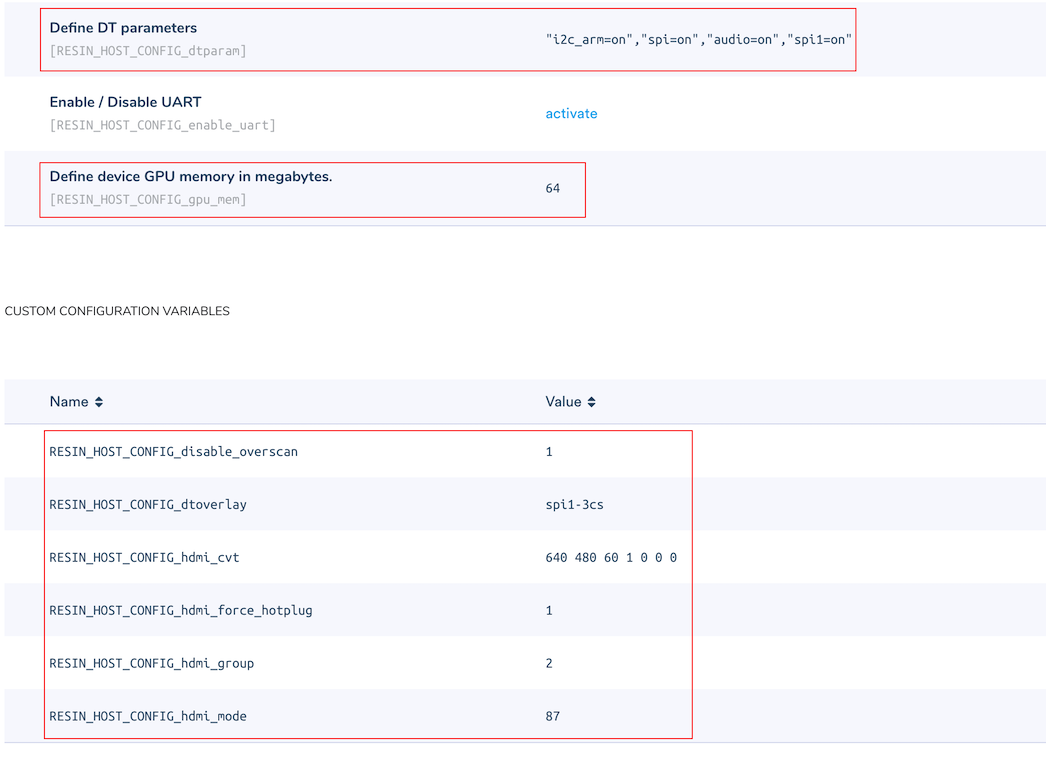 Define DT parameters
[RESIN_HOST_CONFIG_dtparam]
"i2c_arm=on","spi=on","audio=on","spi1=on"
Enable / Disable UART
[RESIN_HOST_CONFIG_enable_uart]
activate
Define device GPU memory in megabytes.
[RESIN_HOST_CONFIG_gpu_mem]
64
CUSTOM CONFIGURATION VARIABLES
Name Value
RESIN_HOST_CONFIG_disable_overscan 1
RESIN_HOST_CONFIG_dtoverlay spi1-3cs
RESIN_HOST_CONFIG_hdmi_cvt 640 480 60 1 0 0 0
RESIN_HOST_CONFIG_hdmi_force_hotplug 1
RESIN_HOST_CONFIG_hdmi_group 2
RESIN_HOST_CONFIG_hdmi_mode 87